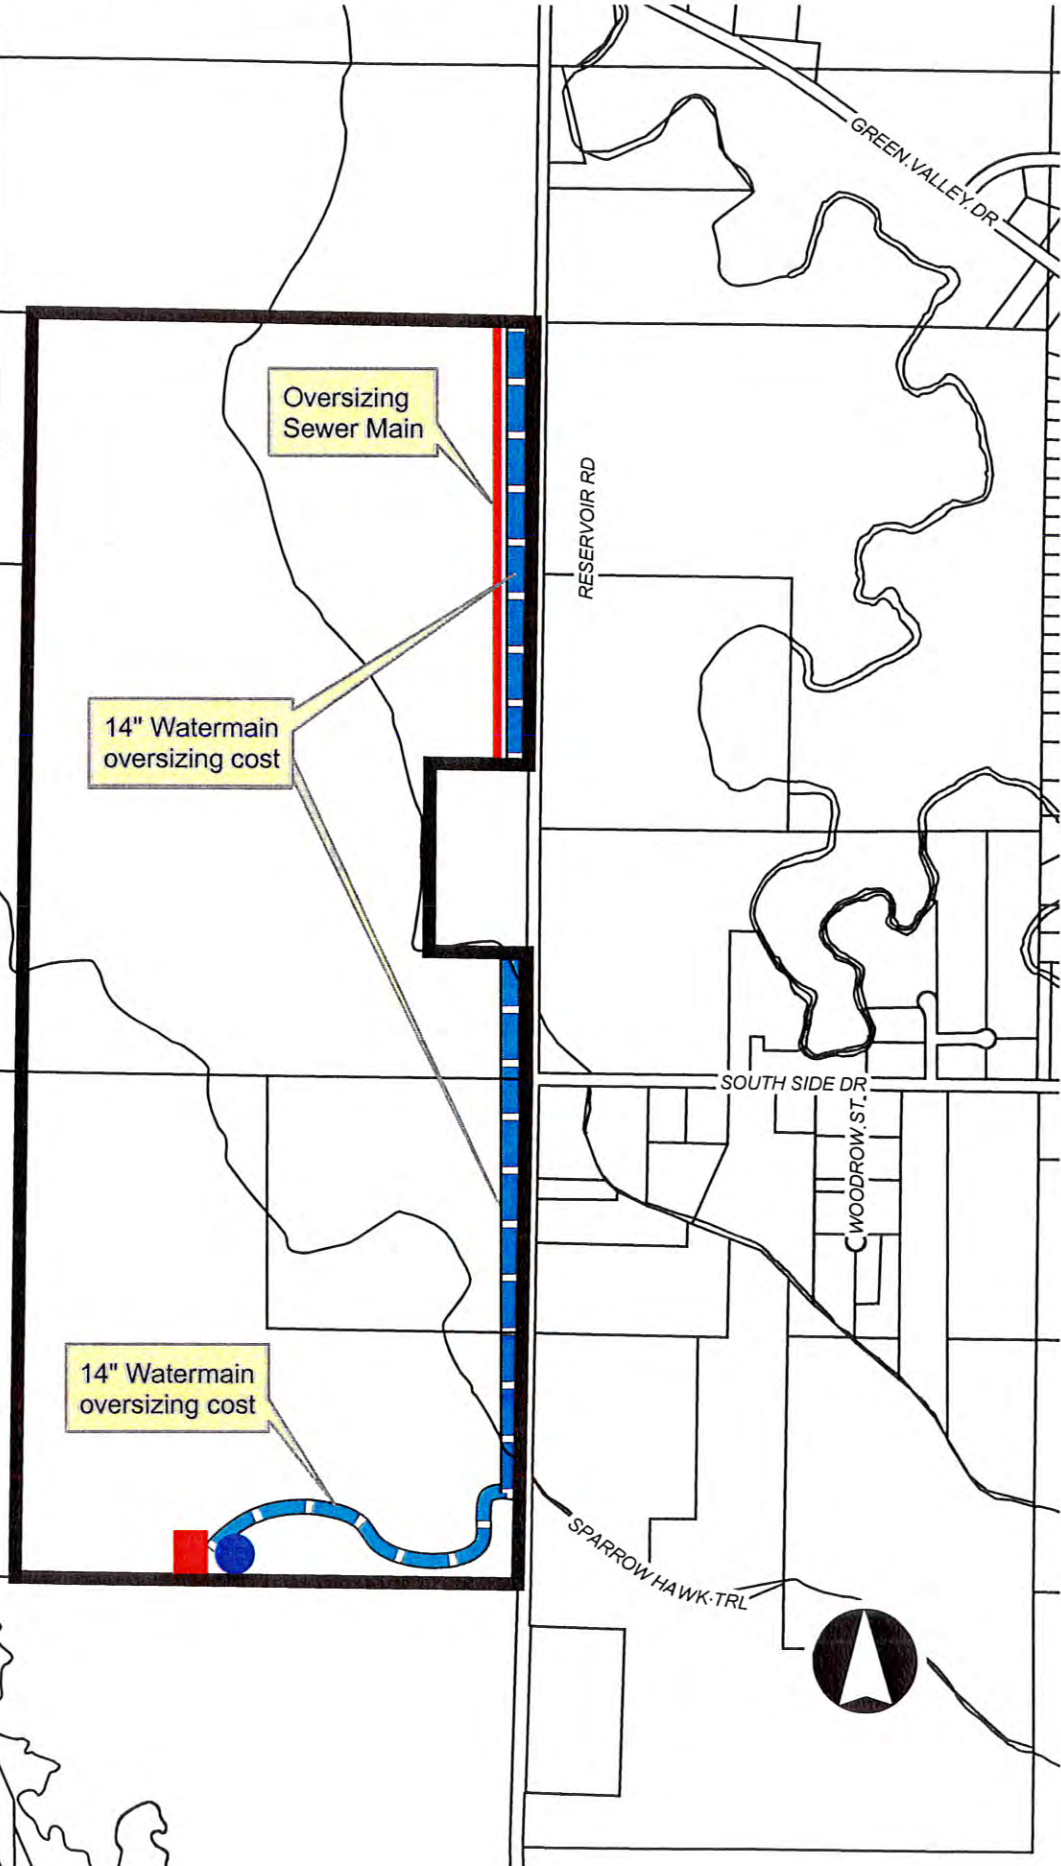 GREEN VALLEY DR
Oversizing
Sewer Main
RESERVOIR RD
14" Watermain
oversizing cost
SOUTH SIDE DR
WOODROW ST
14" Watermain
oversizing cost
SPARROW HAWK TRL